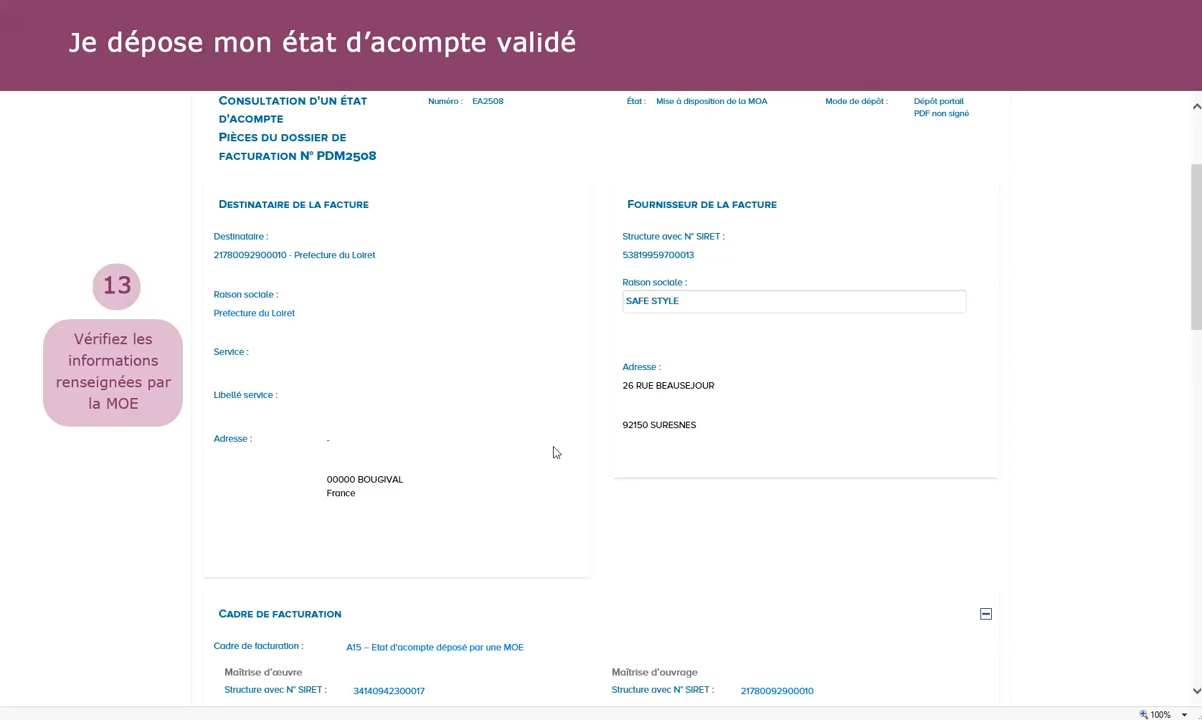 Je dépose mon état d’acompte validé
CONSULTATION D'UN ÉTAT
D'ACOMPTE
PIÈCES DU DOSSIER DE
FACTURATION N° PDM2508
Numéro : EA2508
État : Mise à disposition de la MOA
Mode de dépôt : Dépôt portail
PDF non signé
DESTINATAIRE DE LA FACTURE
Destinataire :
21780092900010 - Prefecture du Loiret
Raison sociale :
Prefecture du Loiret
Service :
Libellé service :
Adresse : -
00000 BOUGIVAL
France
FOURNISSEUR DE LA FACTURE
Structure avec N° SIRET :
53819959700013
Raison sociale :
SAFE STYLE
Adresse :
26 RUE BEAUSEJOUR
92150 SURESNES
13
Vérifiez les
informations
renseignées par
la MOE
CADRE DE FACTURATION
Cadre de facturation : A15 – Etat d'acompte déposé par une MOE
Maîtrise d’œuvre
Structure avec N° SIRET : 34140942300017
Maîtrise d’ouvrage
Structure avec N° SIRET : 21780092900010
100%